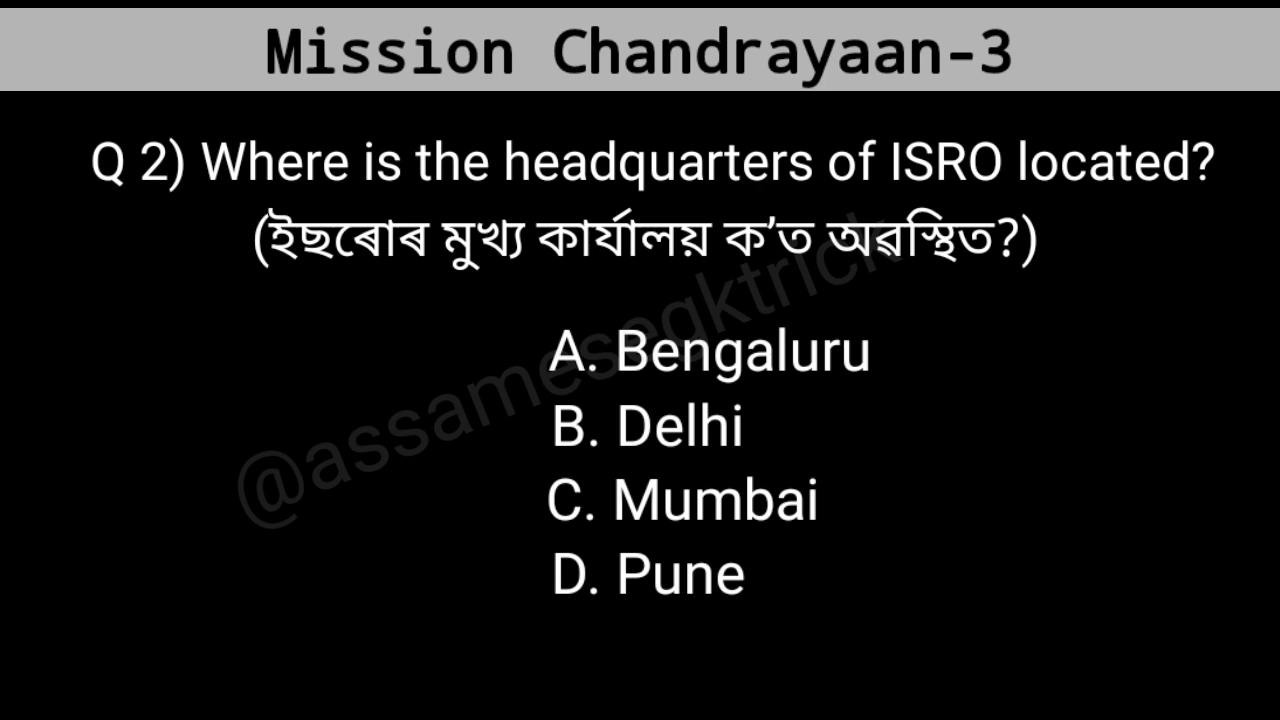 Mission Chandrayaan-3
Q 2) Where is the headquarters of ISRO located?
(ইছৰোৰ মুখ্য কাৰ্যালয় ক’ত অৱস্থিত?)
@assamesegktrick
A. Bengaluru
B. Delhi
C. Mumbai
D. Pune